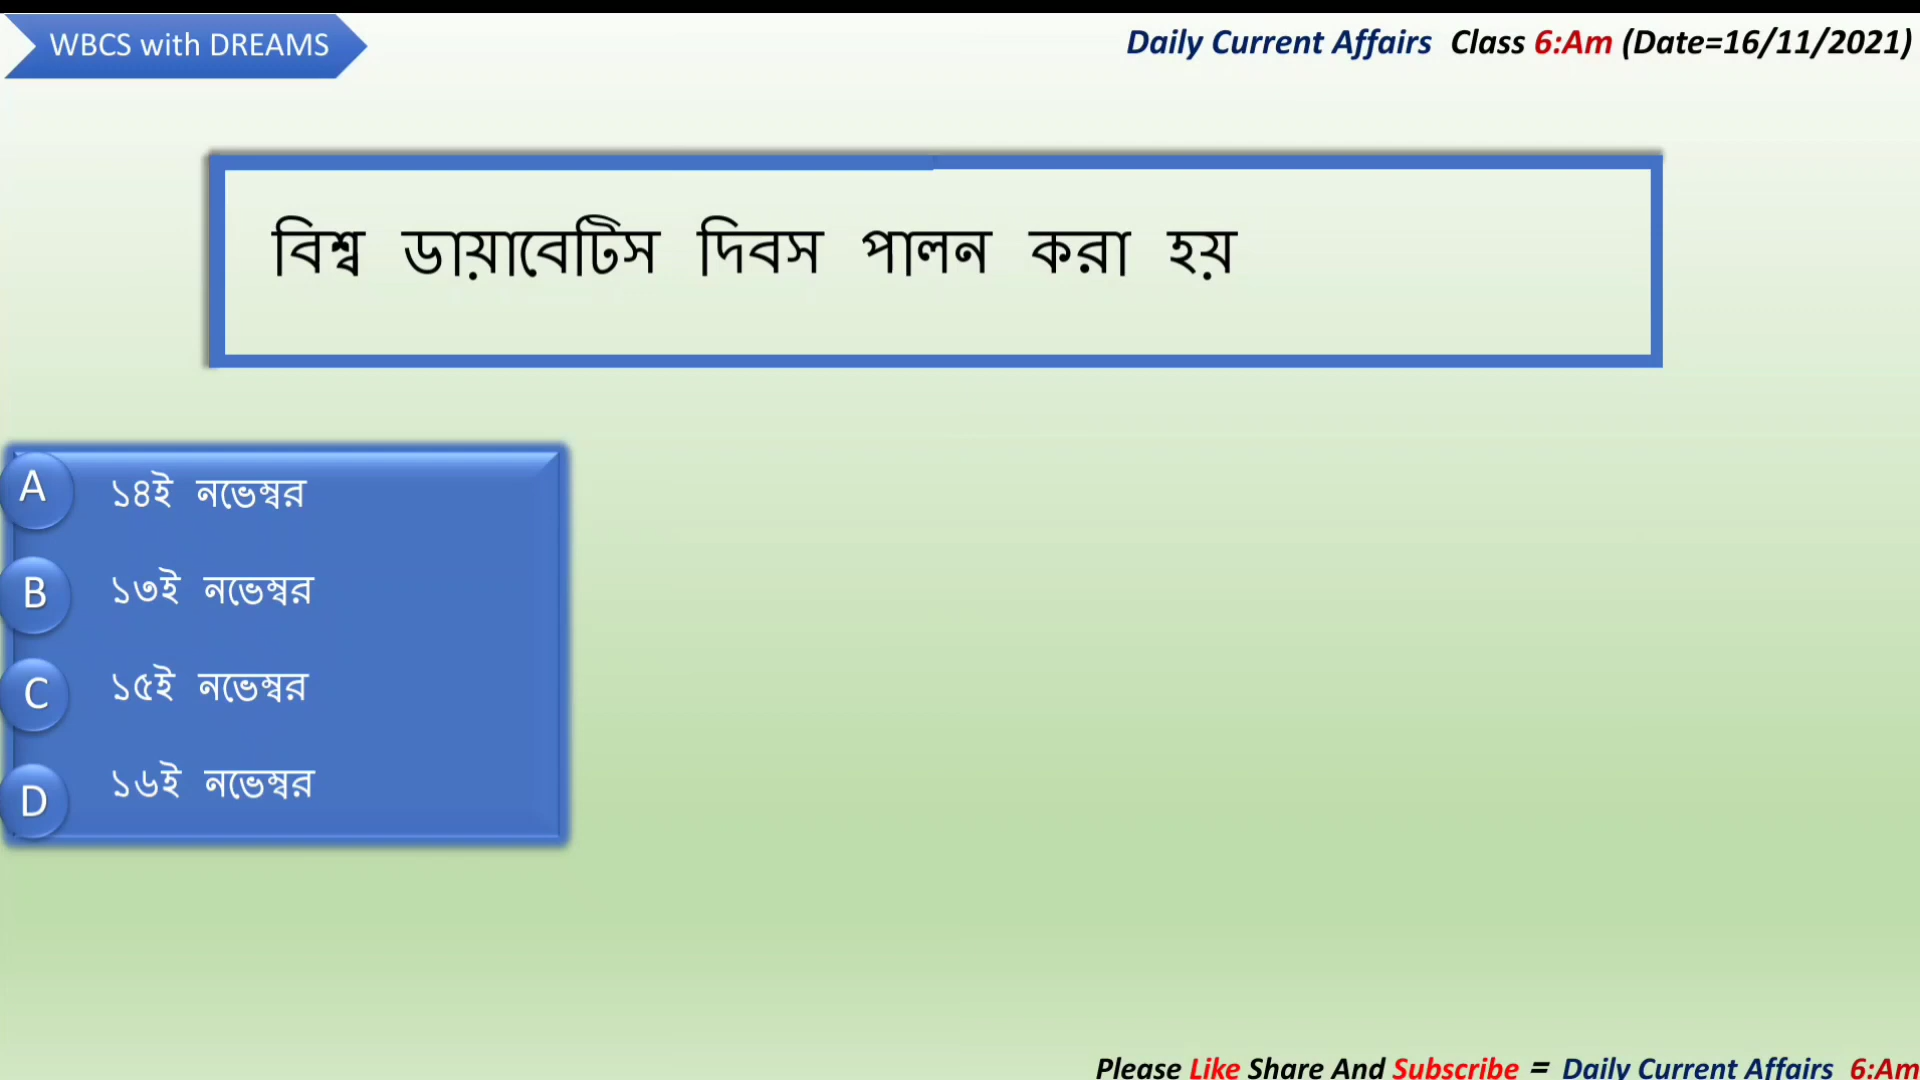 WBCS with DREAMS
Daily Current Affairs Class 6:Am (Date=16/11/2021)
বিশ্ব ডায়াবেটিস দিবস পালন করা হয়
A ১৪ই নভেম্বর
B ১৩ই নভেম্বর
C ১৫ই নভেম্বর
D ১৬ই নভেম্বর
Please Like Share And Subscribe = Daily Current Affairs 6:Am